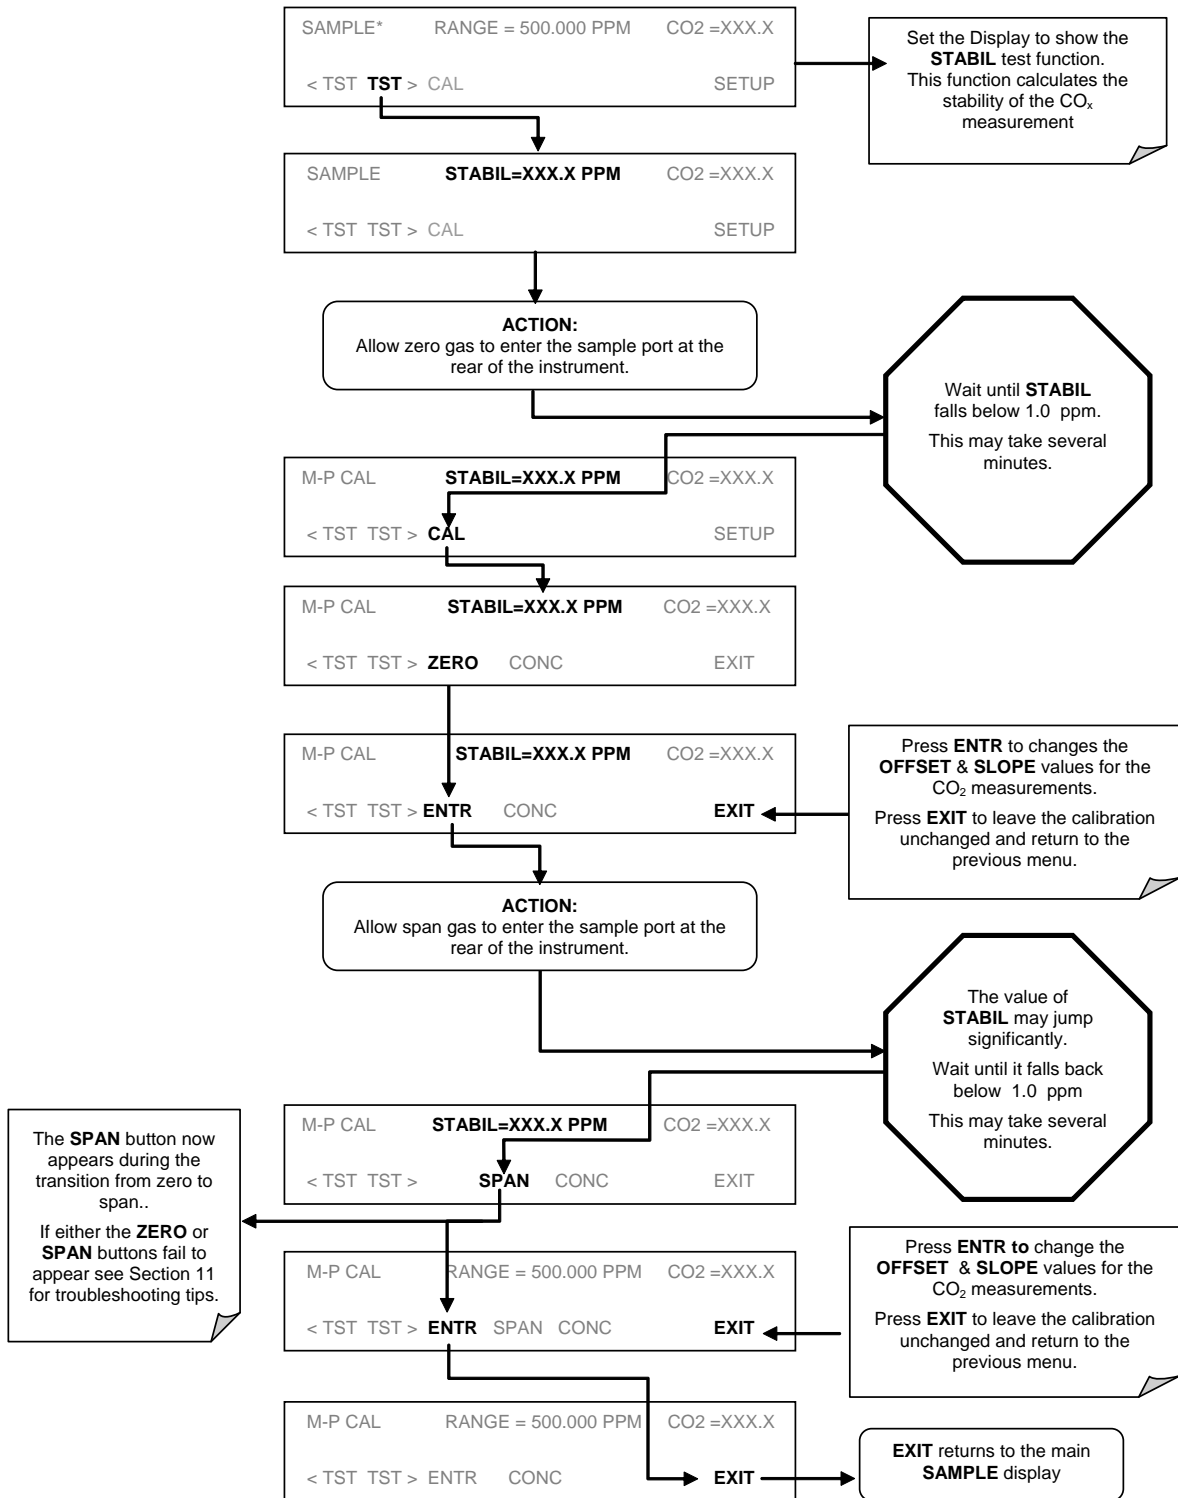 SAMPLE* RANGE = 500.000 PPM CO2 =XXX.X
< TST TST > CAL SETUP
Set the Display to show the
STABIL test function.
This function calculates the
stability of the COx
measurement
SAMPLE STABIL=XXX.X PPM CO2 =XXX.X
< TST TST > CAL SETUP
ACTION:
Allow zero gas to enter the sample port at the
rear of the instrument.
Wait until STABIL
falls below 1.0 ppm.
This may take several
minutes.
M-P CAL STABIL=XXX.X PPM CO2 =XXX.X
< TST TST > CAL SETUP
M-P CAL STABIL=XXX.X PPM CO2 =XXX.X
< TST TST > ZERO CONC EXIT
M-P CAL STABIL=XXX.X PPM CO2 =XXX.X
< TST TST > ENTR CONC EXIT
Press ENTR to changes the
OFFSET & SLOPE values for the
CO2 measurements.
Press EXIT to leave the calibration
unchanged and return to the
previous menu.
ACTION:
Allow span gas to enter the sample port at the
rear of the instrument.
The value of
STABIL may jump
significantly.
Wait until it falls back
below 1.0 ppm
This may take several
minutes.
M-P CAL STABIL=XXX.X PPM CO2 =XXX.X
< TST TST > SPAN CONC EXIT
The SPAN button now
appears during the
transition from zero to
span..
If either the ZERO or
SPAN buttons fail to
appear see Section 11
for troubleshooting tips.
M-P CAL RANGE = 500.000 PPM CO2 =XXX.X
< TST TST > ENTR SPAN CONC EXIT
Press ENTR to change the
OFFSET & SLOPE values for the
CO2 measurements.
Press EXIT to leave the calibration
unchanged and return to the
previous menu.
M-P CAL RANGE = 500.000 PPM CO2 =XXX.X
< TST TST > ENTR CONC EXIT
EXIT returns to the main
SAMPLE display